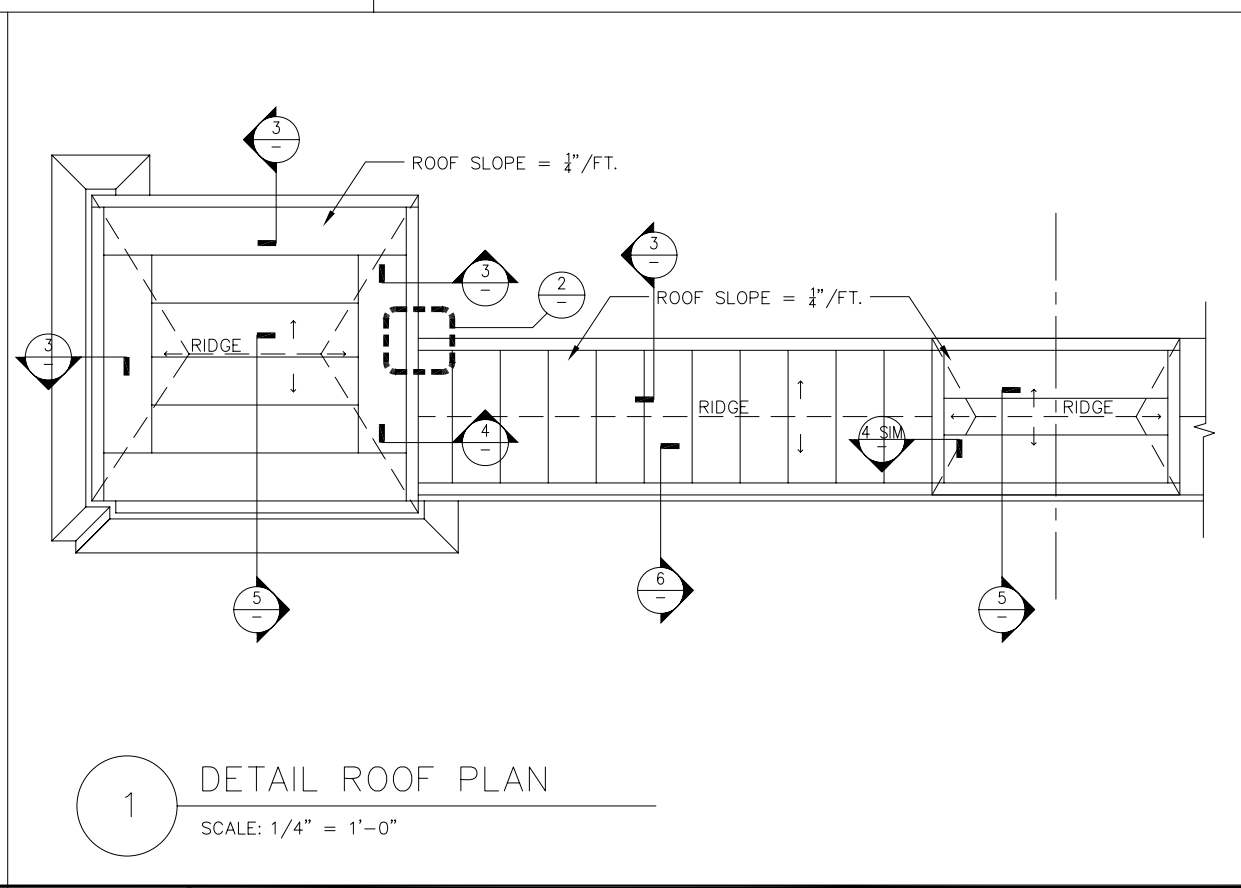 3
–
ROOF SLOPE = 1/4"/FT.
3
–
3
–
2
–
ROOF SLOPE = 1/4"/FT.
3
–
RIDGE
RIDGE
RIDGE
4
–
4 SIM
–
5
–
6
–
5
–
1
DETAIL ROOF PLAN
SCALE: 1/4" = 1'-0"